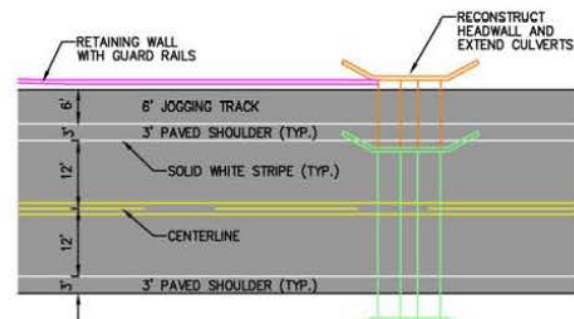 RECONSTRUCT
HEADWALL AND
EXTEND CULVERTS
RETAINING WALL
WITH GUARD RAILS
6' 6' JOGGING TRACK
3' 3' PAVED SHOULDER (TYP.)
12' SOLID WHITE STRIPE (TYP.)
12' CENTERLINE
3' 3' PAVED SHOULDER (TYP.)